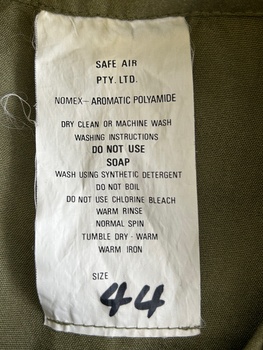 SAFE AIR
PTY. LTD.
NOMEX - AROMATIC POLYAMIDE
DRY CLEAN OR MACHINE WASH
WASHING INSTRUCTIONS
DO NOT USE
SOAP
WASH USING SYNTHETIC DETERGENT
DO NOT BOIL
DO NOT USE CHLORINE BLEACH
WARM RINSE
NORMAL SPIN
TUMBLE DRY - WARM
WARM IRON
SIZE
44